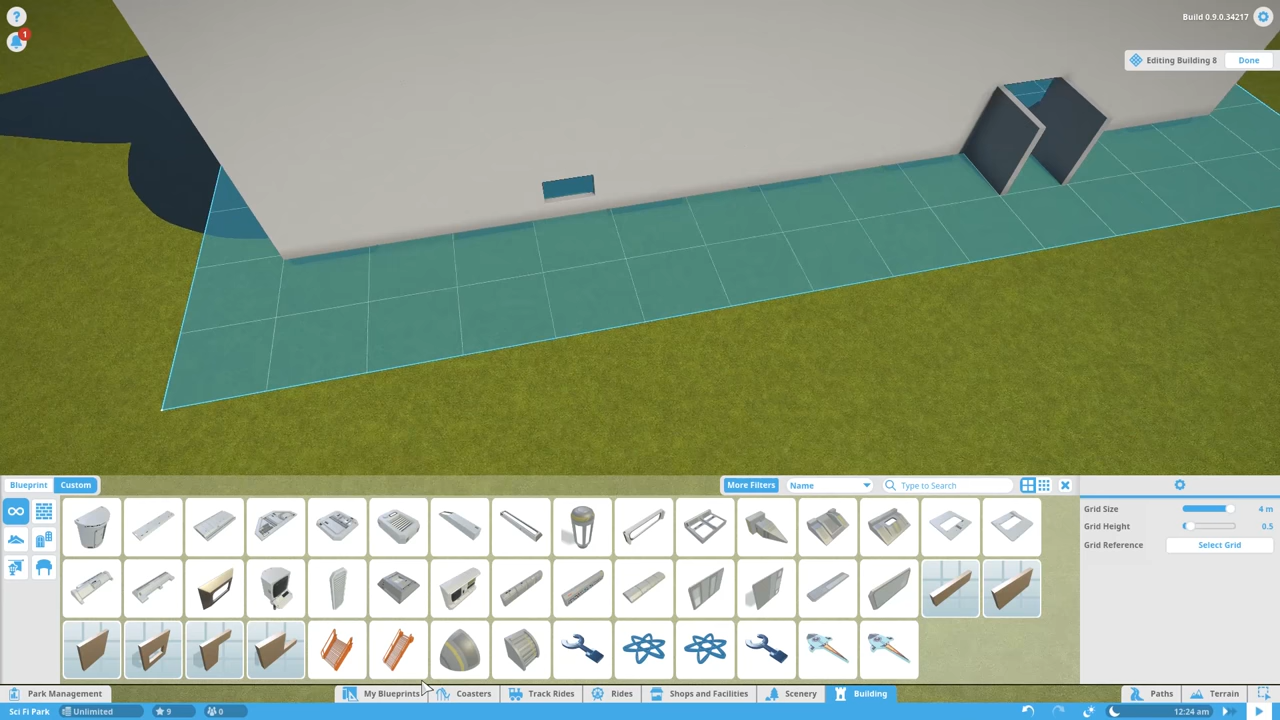 ?
1
Build 0.9.0.34217
Editing Building 8
Done
Blueprint
Custom
More Filters
Name
Type to Search
Grid Size
4 m
Grid Height
0.5
Grid Reference
Select Grid
Park Management
My Blueprints
Coasters
Track Rides
Rides
Shops and Facilities
Scenery
Building
Paths
Terrain
Sci Fi Park
Unlimited
9
0
12:24 am